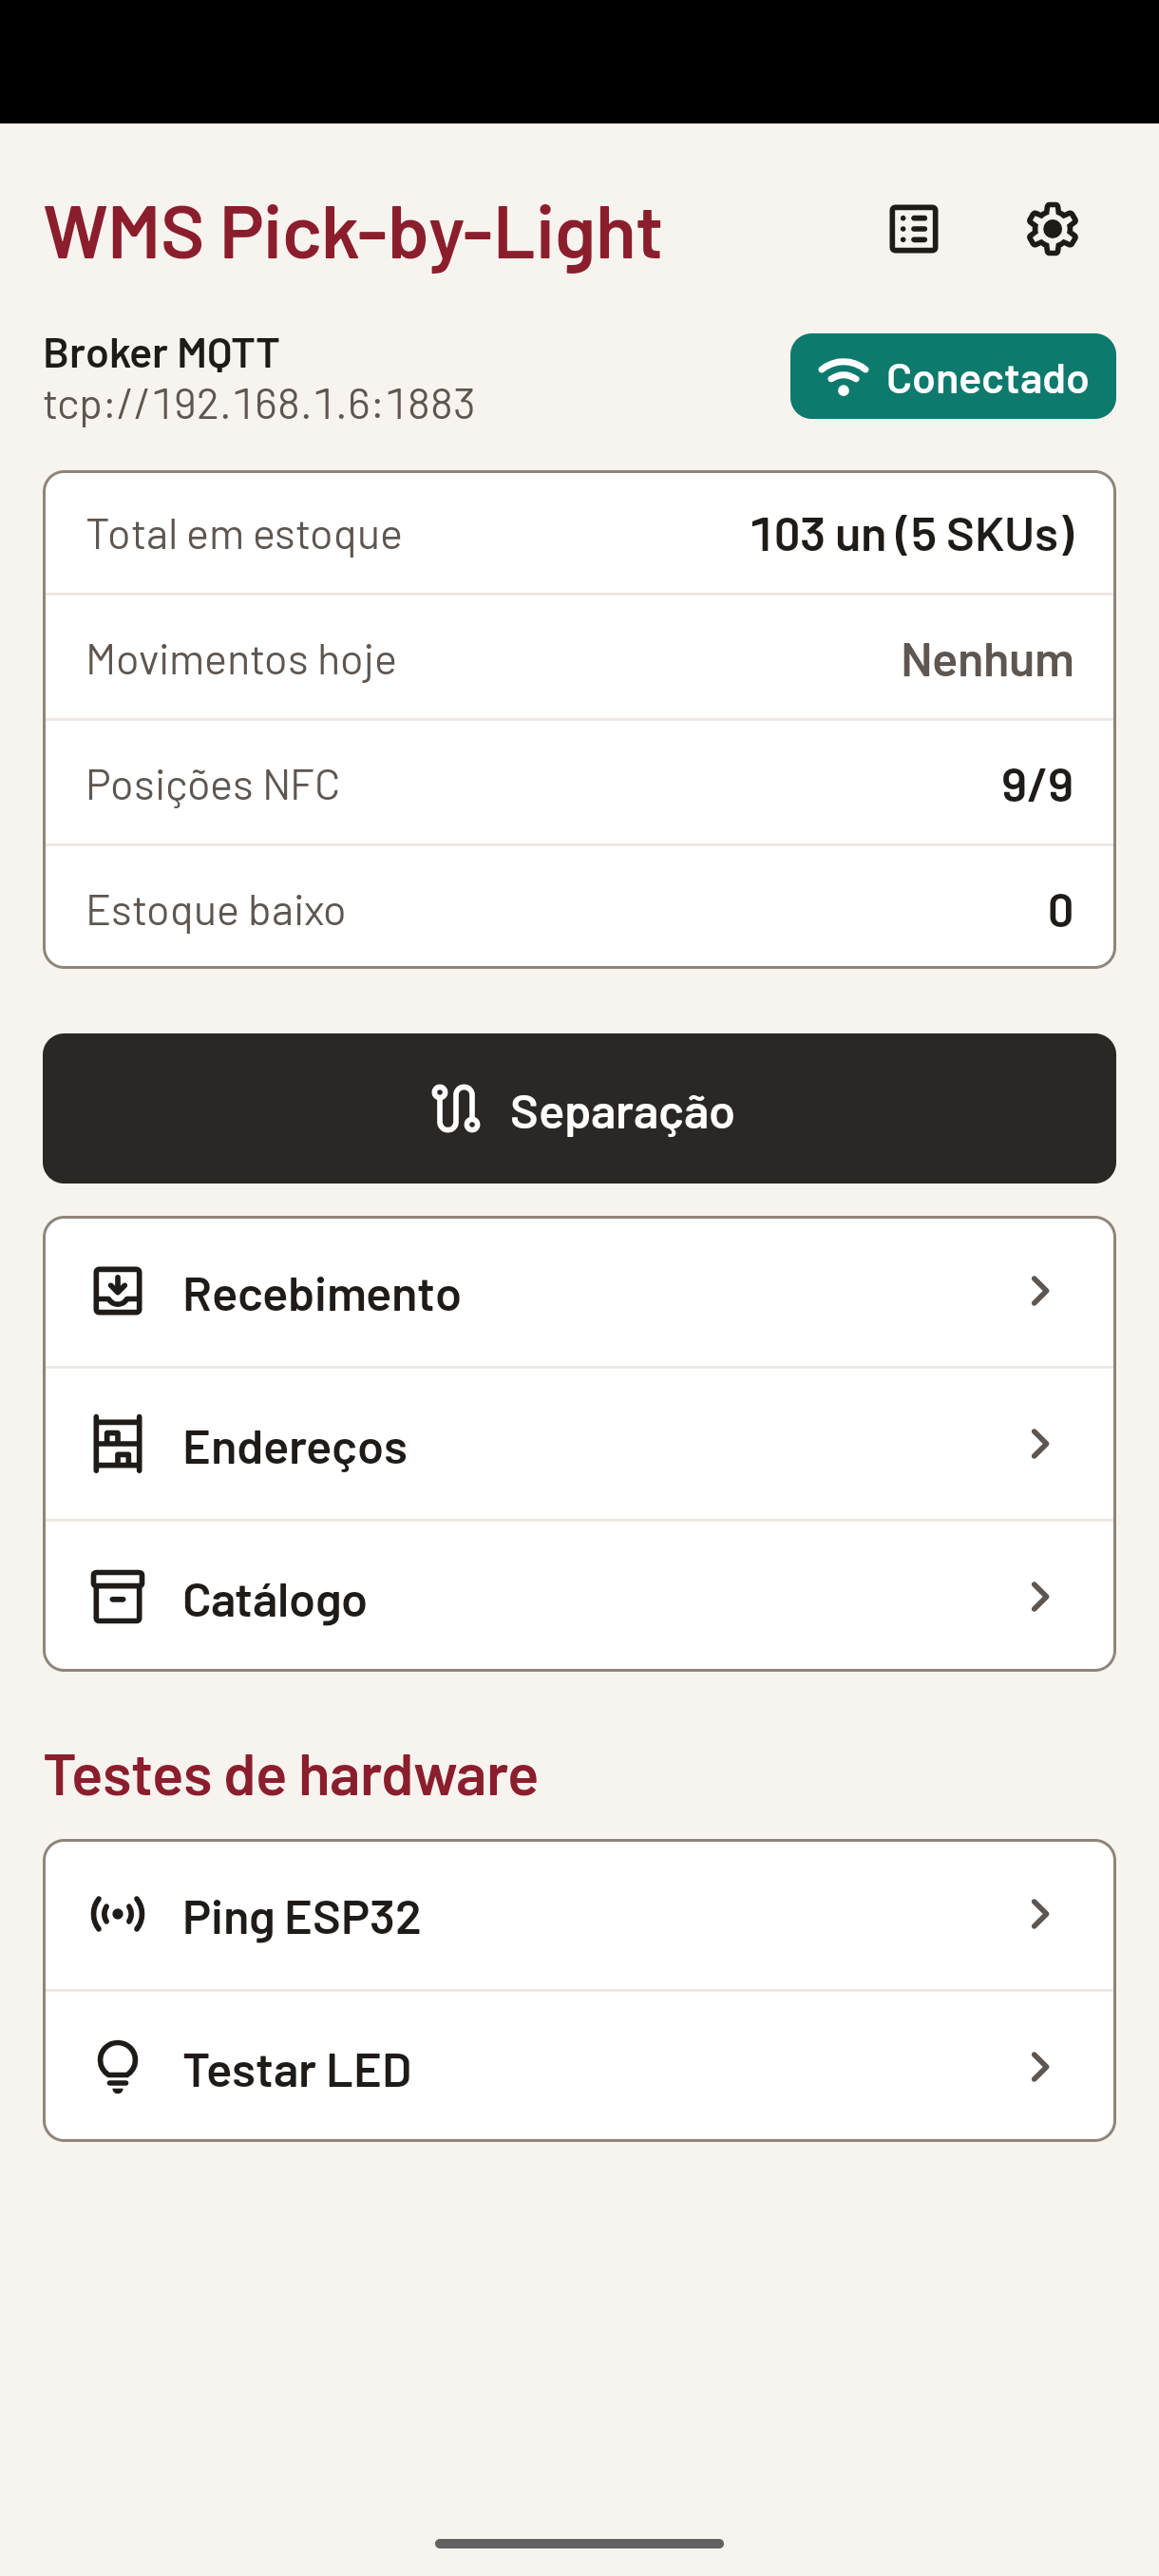 WMS Pick-by-Light
Broker MQTT
tcp://192.168.1.6:1883
Conectado
Total em estoque
103 un (5 SKUs)
Movimentos hoje
Nenhum
Posições NFC
9/9
Estoque baixo
0
Separação
Recebimento
Endereços
Catálogo
Testes de hardware
Ping ESP32
Testar LED